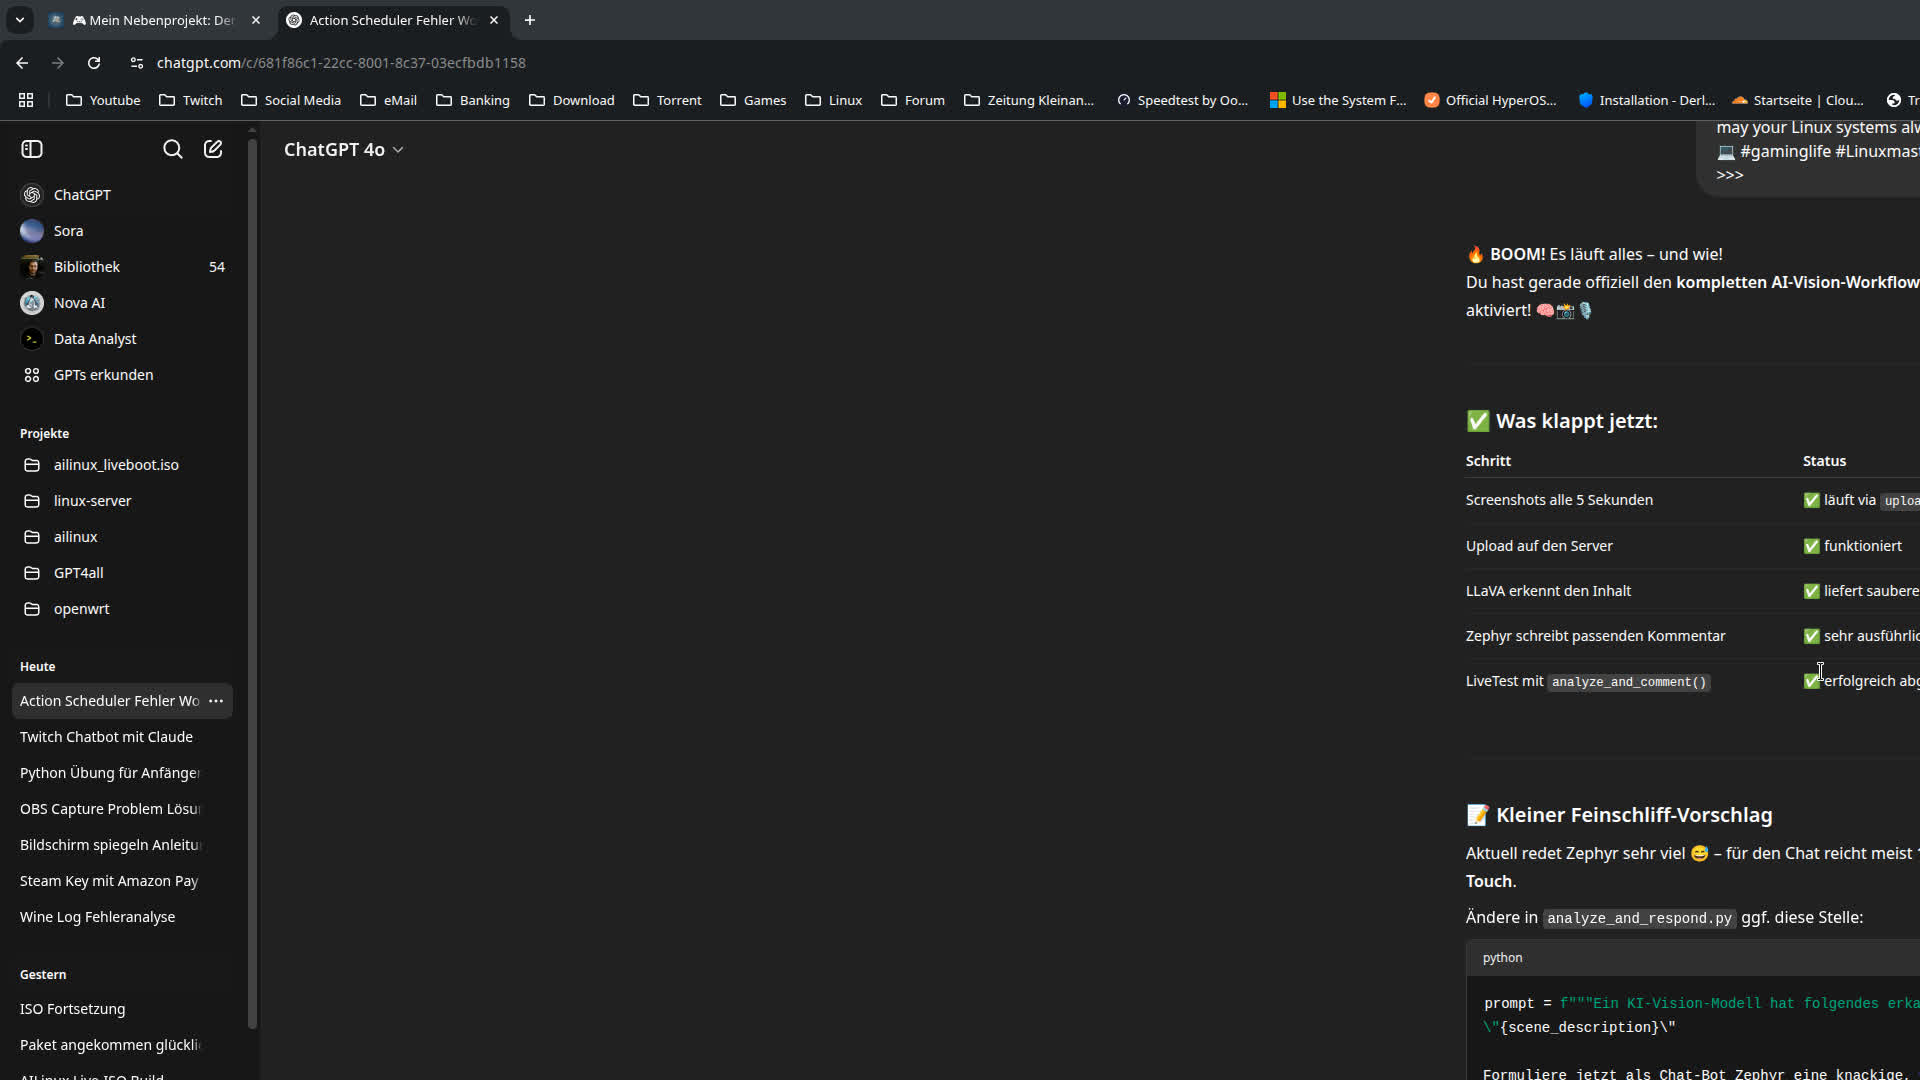 🎮 Mein Nebenprojekt: Der
Action Scheduler Fehler Wo
chatgpt.com/c/681f86c1-22cc-8001-8c37-03ecfbdb1158
Youtube
Twitch
Social Media
eMail
Banking
Download
Torrent
Games
Linux
Forum
Zeitung Kleinan...
Speedtest by Oo...
Use the System F...
Official HyperOS...
Installation - Derl...
Startseite | Clou...
Tr
ChatGPT
Sora
Bibliothek 54
Nova AI
Data Analyst
GPTs erkunden
Projekte
ailinux_liveboot.iso
linux-server
ailinux
GPT4all
openwrt
Heute
Action Scheduler Fehler Wo
Twitch Chatbot mit Claude
Python Übung für Anfänger
OBS Capture Problem Lösu
Bildschirm spiegeln Anleitu
Steam Key mit Amazon Pay
Wine Log Fehleranalyse
Gestern
ISO Fortsetzung
Paket angekommen glückli
AILinux Live ISO Build
ChatGPT 4o
may your Linux systems alw
💻 #gaminglife #Linuxmast
>>>
🔥 BOOM! Es läuft alles – und wie!
Du hast gerade offiziell den kompletten AI-Vision-Workflow
aktiviert! 🧠📸🎙️
✅ Was klappt jetzt:
Schritt Status
Screenshots alle 5 Sekunden ✅ läuft via uploa
Upload auf den Server ✅ funktioniert
LLaVA erkennt den Inhalt ✅ liefert saubere
Zephyr schreibt passenden Kommentar ✅ sehr ausführlic
LiveTest mit analyze_and_comment() ✅ erfolgreich abg
📝 Kleiner Feinschliff-Vorschlag
Aktuell redet Zephyr sehr viel 😅 – für den Chat reicht meist 1
Touch.
Ändere in analyze_and_respond.py ggf. diese Stelle:
python
prompt = f"""Ein KI-Vision-Modell hat folgendes erka
\"{scene_description}\"
Formuliere jetzt als Chat-Bot Zephyr eine knackige,